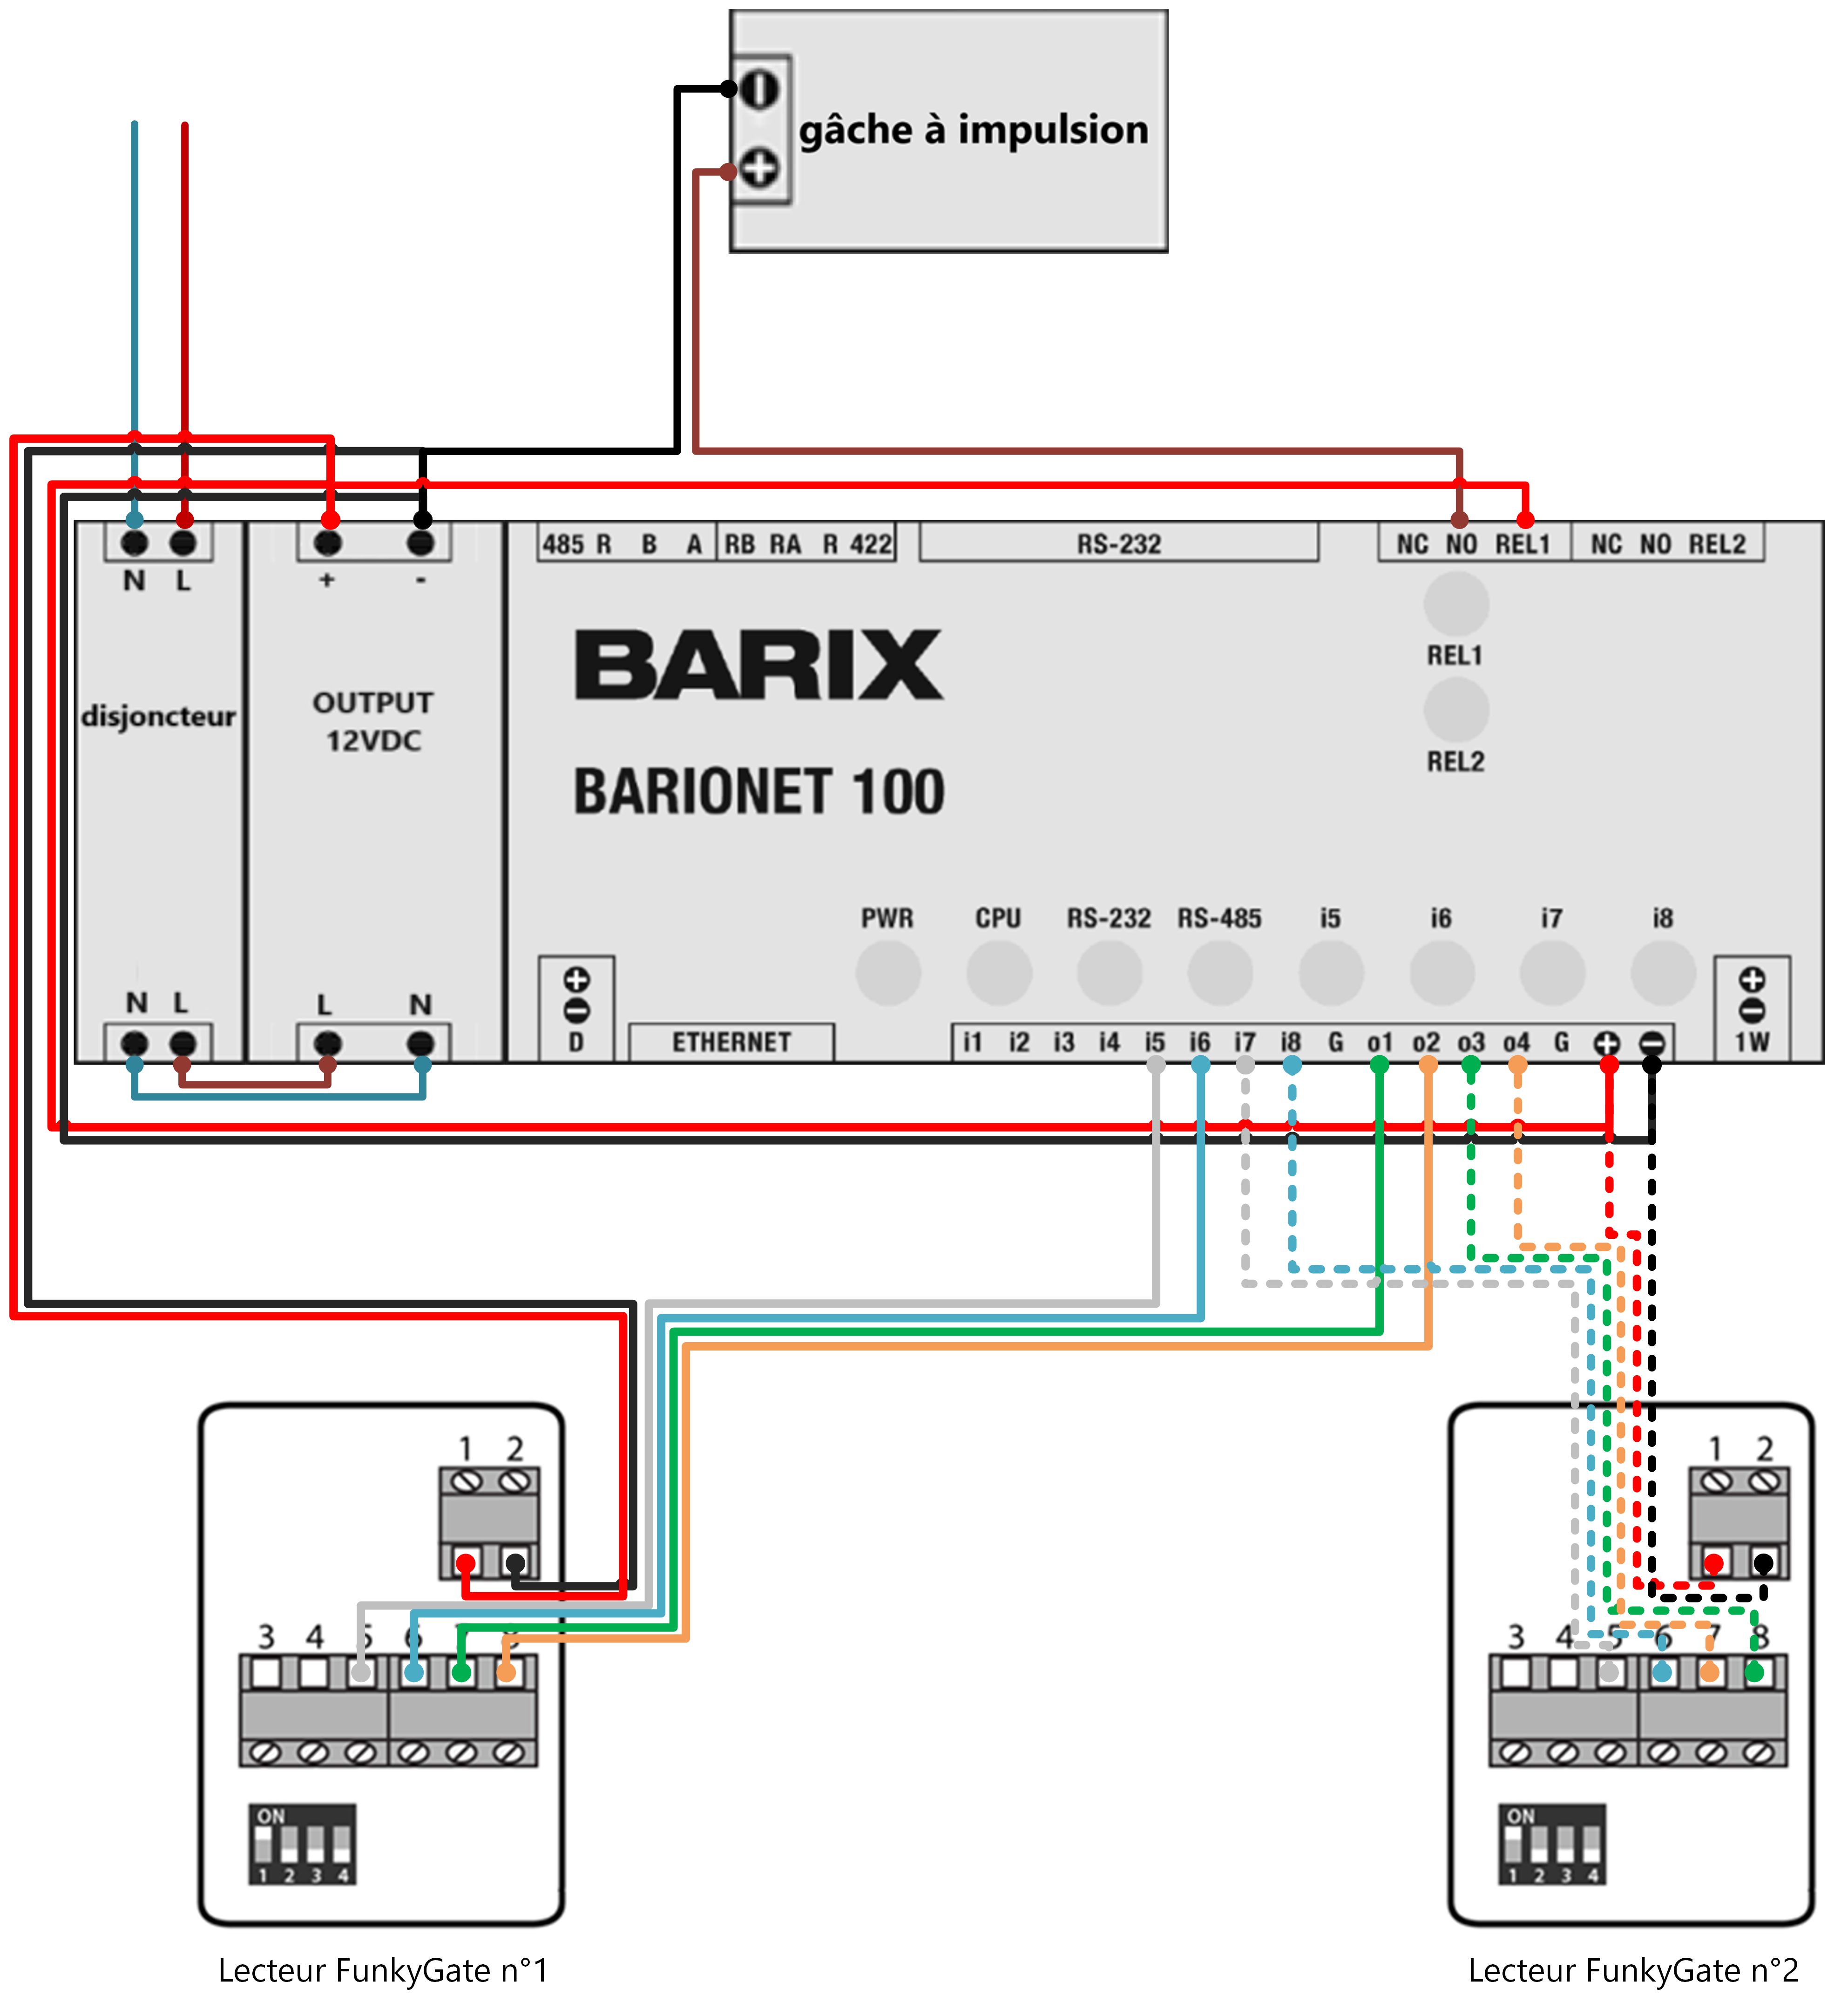 gâche à impulsion
485 R B A RB RA R 422 RS-232 NC NO REL1 NC NO REL2
N L + -
REL1
disjoncteur
OUTPUT
12VDC
BARIX
REL2
BARIONET 100
PWR CPU RS-232 RS-485 i5 i6 i7 i8
N L L N
D ETHERNET i1 i2 i3 i4 i5 i6 i7 i8 G o1 o2 o3 o4 G 1W
1 2
3 4 5 6 7 8
ON
1 2 3 4
Lecteur FunkyGate n°1
1 2
3 4 5 6 7 8
ON
1 2 3 4
Lecteur FunkyGate n°2